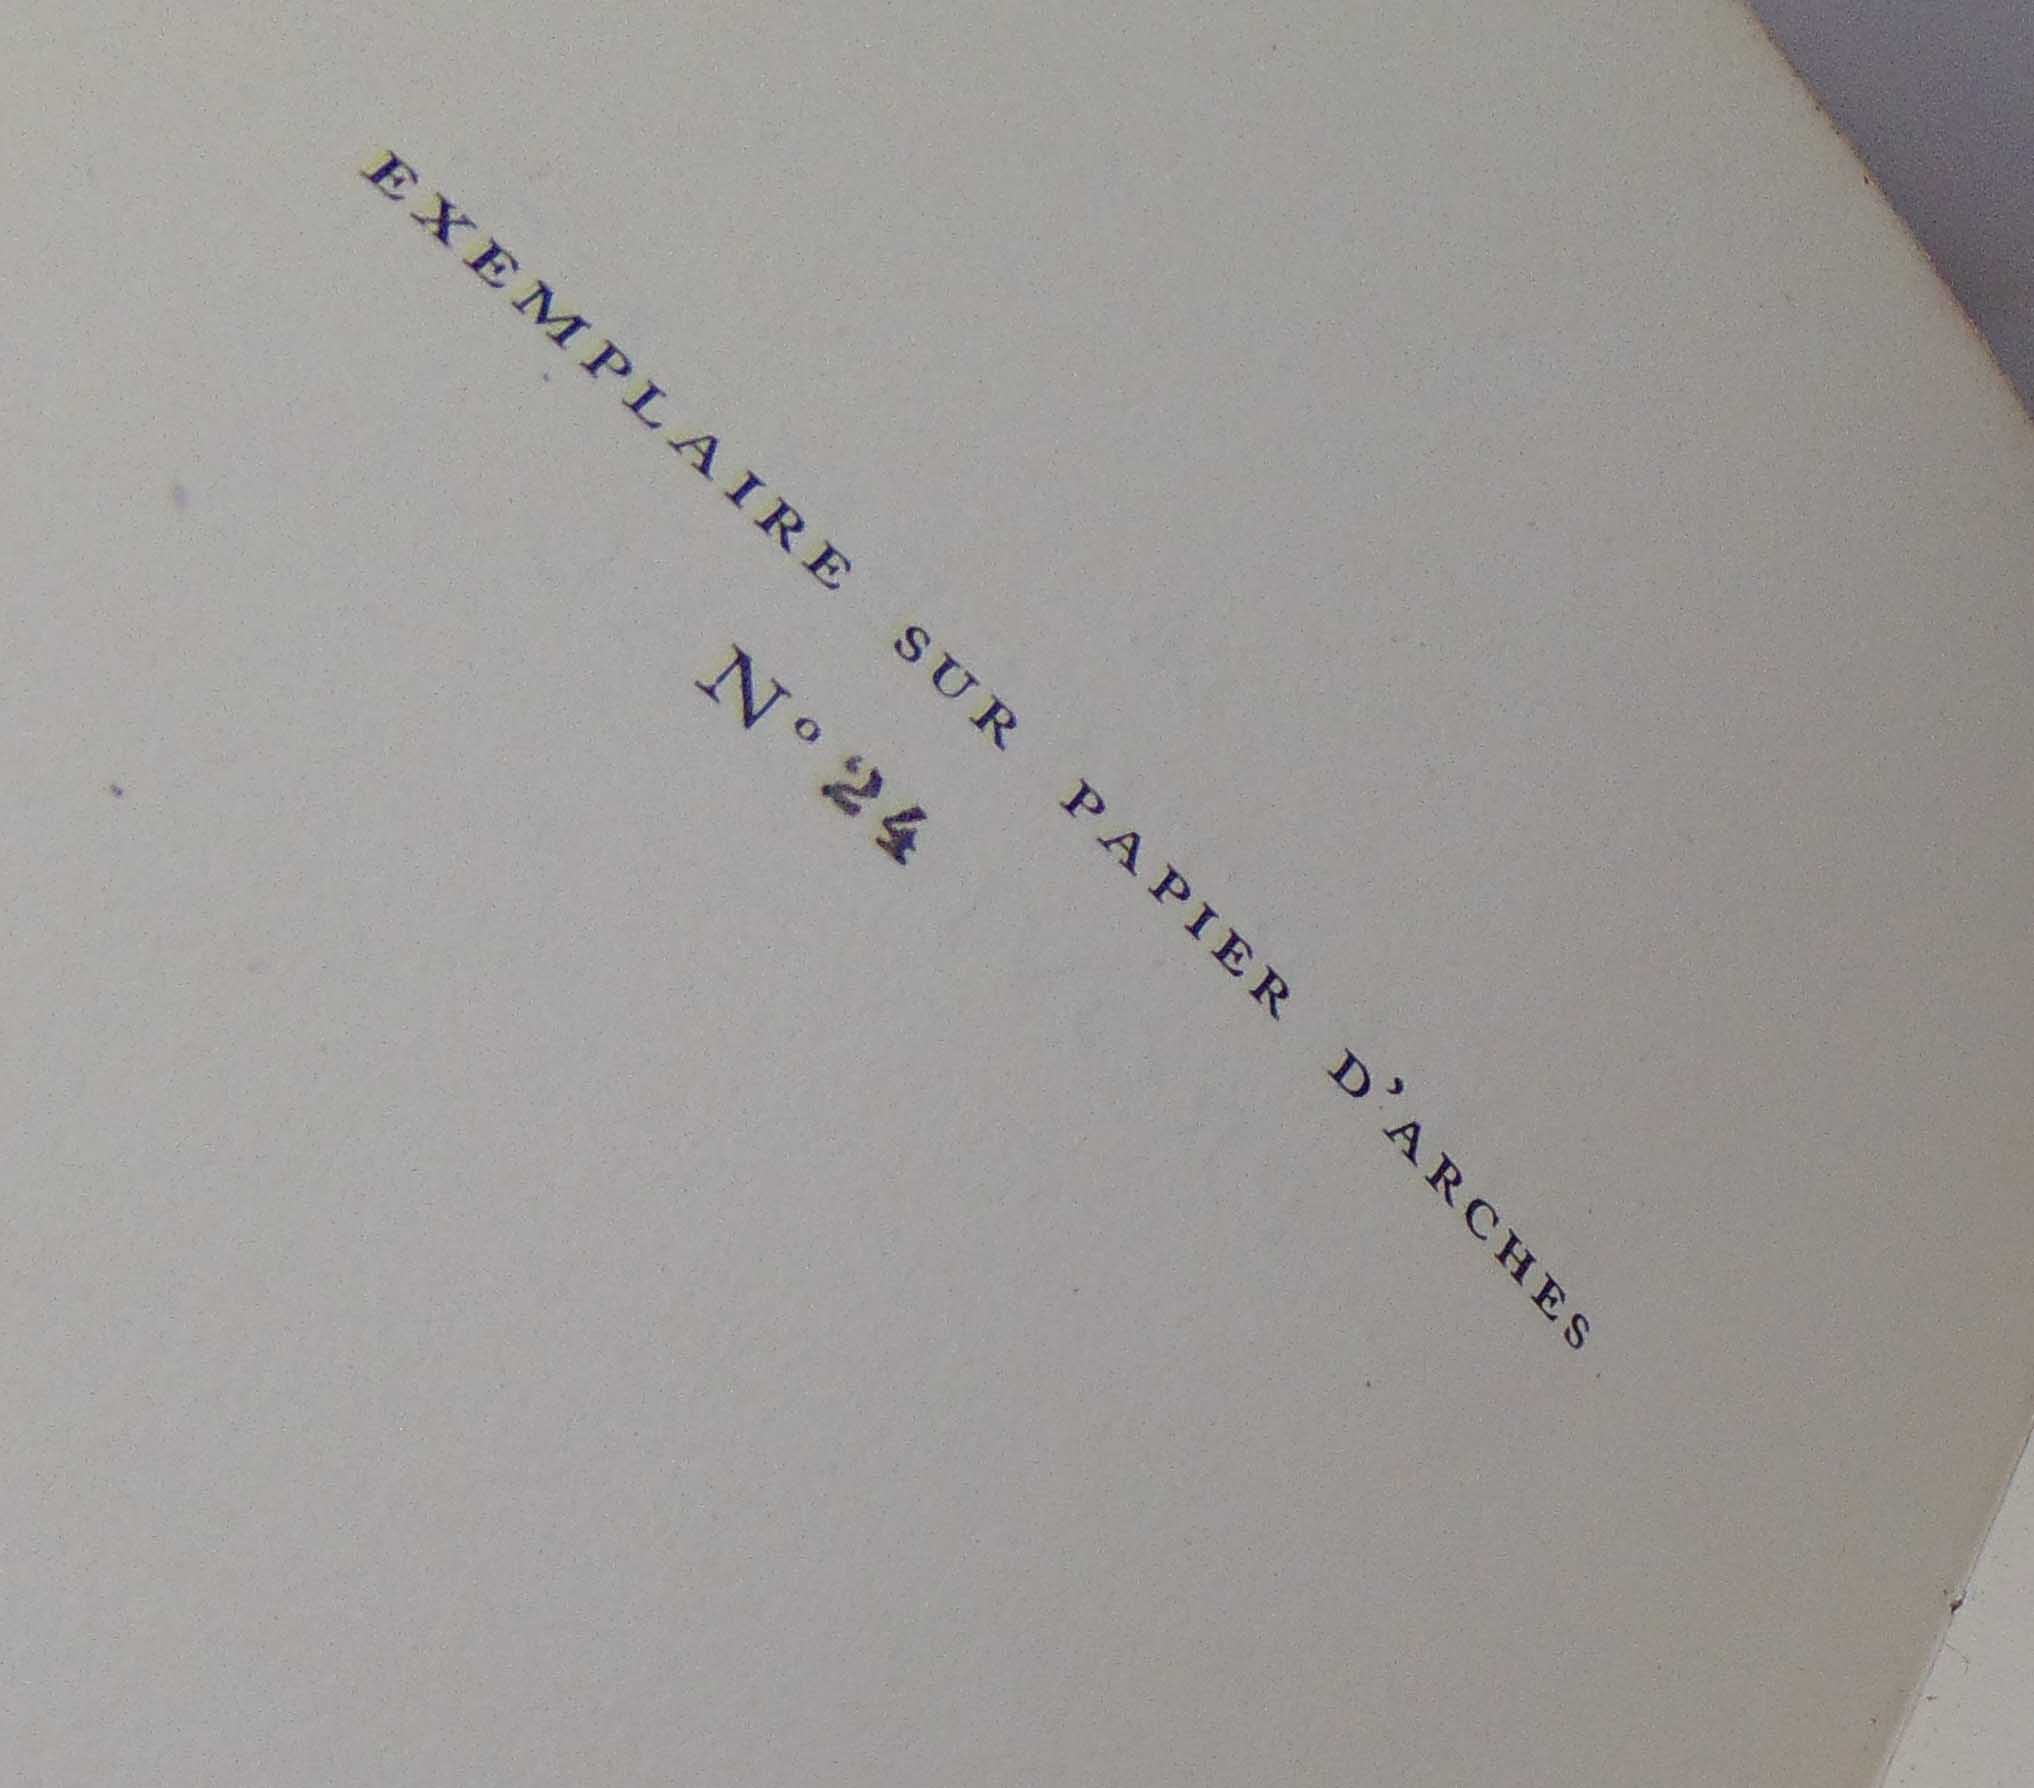 EXEMPLAIRE SUR PAPIER D'ARCHES
N° 24